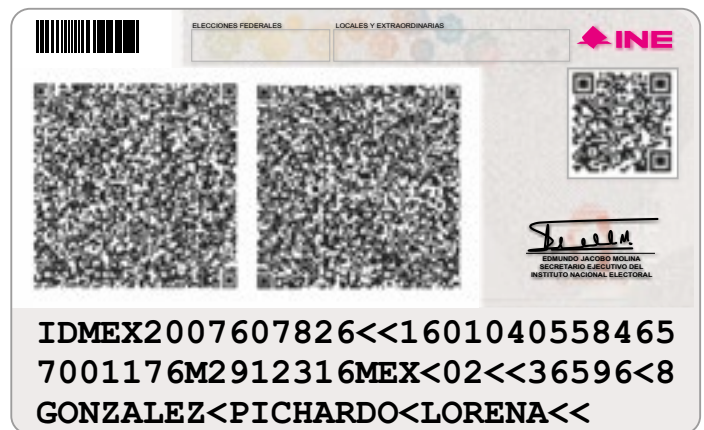 ELECCIONES FEDERALES
LOCALES Y EXTRAORDINARIAS
INE
EDMUNDO JACOBO MOLINA
SECRETARIO EJECUTIVO DEL
INSTITUTO NACIONAL ELECTORAL
IDMEX2007607826<<1601040558465
7001176M2912316MEX<02<<36596<8
GONZALEZ<PICHARDO<LORENA<<